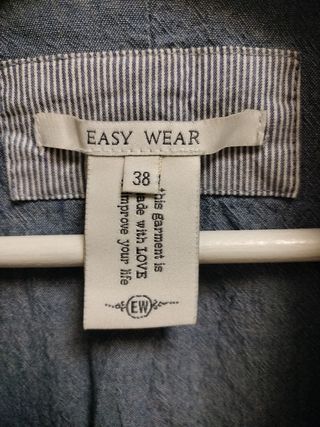 EASY WEAR
38
his garment is
ade with LOVE
improve your life
EW